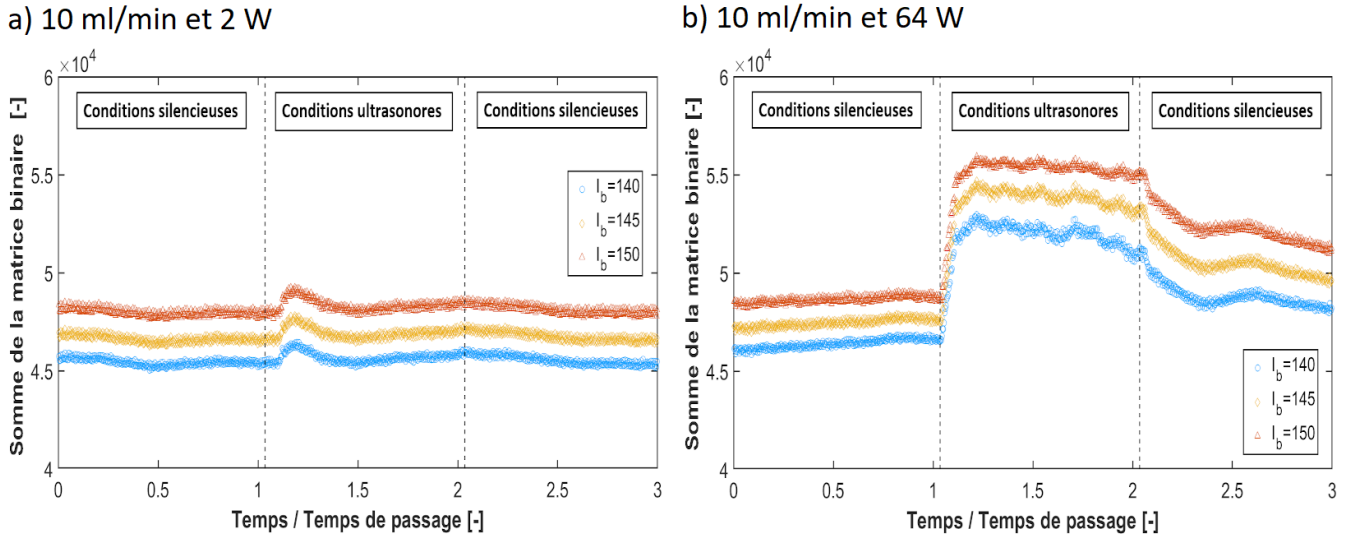 a) 10 ml/min et 2 W
×10⁴
6
5.5
5
4.5
4
Somme de la matrice binaire [-]
Conditions silencieuses
Conditions ultrasonores
Conditions silencieuses
I_b=140
I_b=145
I_b=150
0
0.5
1
1.5
2
2.5
3
Temps / Temps de passage [-]
b) 10 ml/min et 64 W
×10⁴
6
5.5
5
4.5
4
Somme de la matrice binaire [-]
Conditions silencieuses
Conditions ultrasonores
Conditions silencieuses
I_b=140
I_b=145
I_b=150
0
0.5
1
1.5
2
2.5
3
Temps / Temps de passage [-]